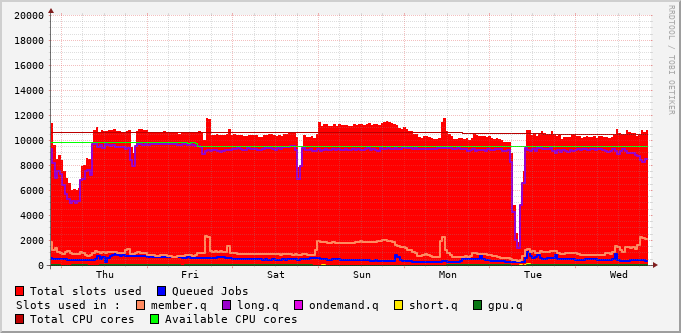 RRDTOOL / TOBI OETIKER
20000
18000
16000
14000
12000
10000
8000
6000
4000
2000
0
Thu Fri Sat Sun Mon Tue Wed
Total slots used Queued Jobs
Slots used in : member.q long.q ondemand.q short.q gpu.q
Total CPU cores Available CPU cores